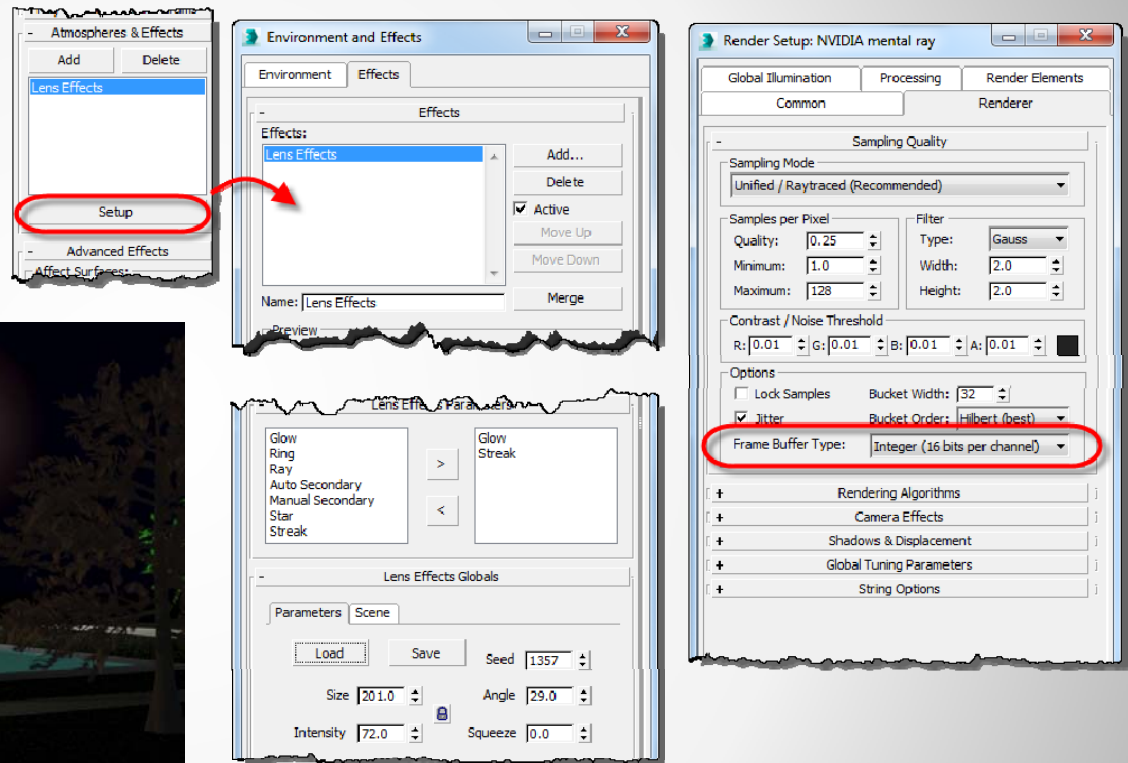 - Atmospheres & Effects
Add Delete
Lens Effects
Setup
- Advanced Effects
Affect Surfaces:
Environment and Effects
Environment Effects
- Effects
Effects:
Lens Effects
Add...
Delete
Active
Move Up
Move Down
Name: Lens Effects
Merge
Preview
- Lens Effects Parameters
Glow
Ring
Ray
Auto Secondary
Manual Secondary
Star
Streak
>
<
Glow
Streak
- Lens Effects Globals
Parameters Scene
Load Save Seed 1357
Size 201.0 Angle 29.0
Intensity 72.0 Squeeze 0.0
Render Setup: NVIDIA mental ray
Global Illumination Processing Render Elements
Common Renderer
- Sampling Quality
Sampling Mode
Unified / Raytraced (Recommended)
Samples per Pixel
Quality: 0.25
Minimum: 1.0
Maximum: 128
Filter
Type: Gauss
Width: 2.0
Height: 2.0
Contrast / Noise Threshold
R: 0.01 G: 0.01 B: 0.01 A: 0.01
Options
Lock Samples Bucket Width: 32
Jitter Bucket Order: Hilbert (best)
Frame Buffer Type: Integer (16 bits per channel)
+ Rendering Algorithms
+ Camera Effects
+ Shadows & Displacement
+ Global Tuning Parameters
+ String Options